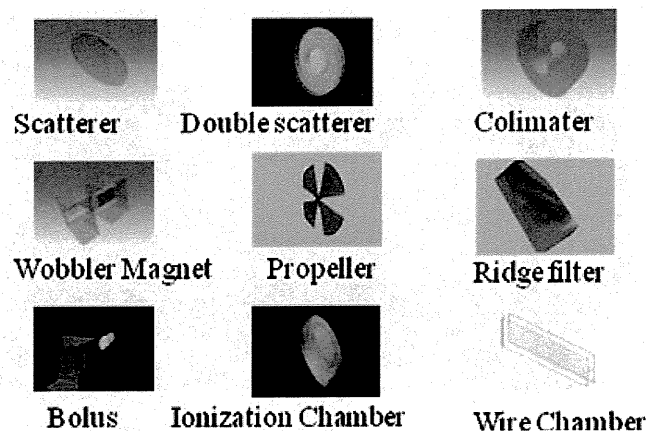 Scatterer Double scatterer Colimater
Wobbler Magnet Propeller Ridge filter
Bolus Ionization Chamber Wire Chamber